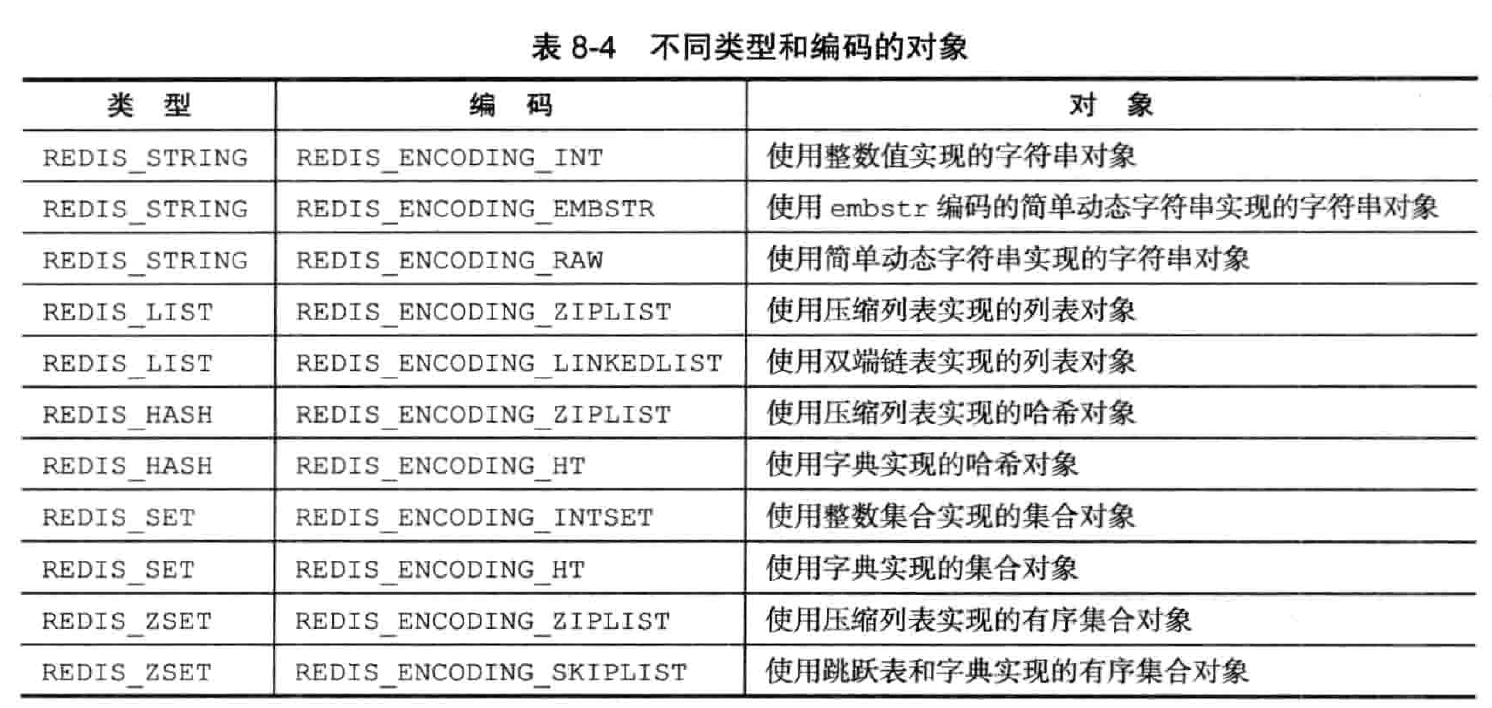 表 8-4 不同类型和编码的对象
类 型 编 码 对 象
REDIS_STRING REDIS_ENCODING_INT 使用整数值实现的字符串对象
REDIS_STRING REDIS_ENCODING_EMBSTR 使用 embstr 编码的简单动态字符串实现的字符串对象
REDIS_STRING REDIS_ENCODING_RAW 使用简单动态字符串实现的字符串对象
REDIS_LIST REDIS_ENCODING_ZIPLIST 使用压缩列表实现的列表对象
REDIS_LIST REDIS_ENCODING_LINKEDLIST 使用双端链表实现的列表对象
REDIS_HASH REDIS_ENCODING_ZIPLIST 使用压缩列表实现的哈希对象
REDIS_HASH REDIS_ENCODING_HT 使用字典实现的哈希对象
REDIS_SET REDIS_ENCODING_INTSET 使用整数集合实现的集合对象
REDIS_SET REDIS_ENCODING_HT 使用字典实现的集合对象
REDIS_ZSET REDIS_ENCODING_ZIPLIST 使用压缩列表实现的有序集合对象
REDIS_ZSET REDIS_ENCODING_SKIPLIST 使用跳跃表和字典实现的有序集合对象